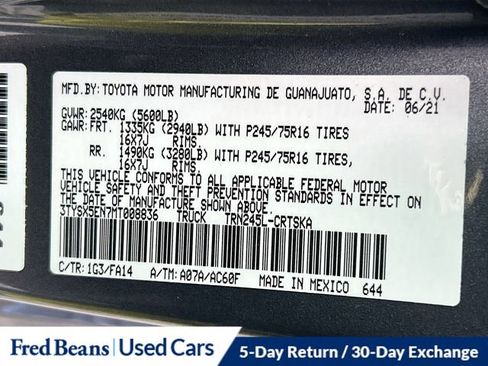 MFD.BY: TOYOTA MOTOR MANUFACTURING DE GUANAJUATO, S.A. DE C.V.
DATE: 06/21
GVWR: 2540KG (5600LB)
GAWR: FRT. 1335KG (2940LB) WITH P245/75R16 TIRES
16X7J RIMS.
RR. 1490KG (3280LB) WITH P245/75R16 TIRES
16X7J RIMS.
THIS VEHICLE CONFORMS TO ALL APPLICABLE FEDERAL MOTOR
VEHICLE SAFETY AND THEFT PREVENTION STANDARDS IN EFFECT
ON THE DATE OF MANUFACTURE SHOWN ABOVE.
3TYSX5EN7MT008836 TRUCK TRN245L-CRTSKA
C/TR: 1G3/FA14 A/TM: A07A/AC60F MADE IN MEXICO 644
Fred Beans | Used Cars 5-Day Return / 30-Day Exchange